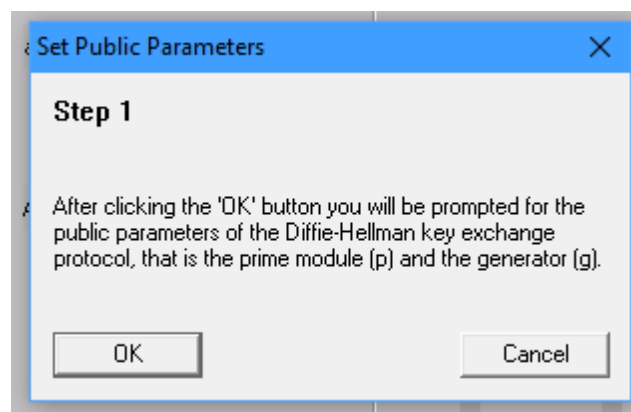 Set Public Parameters
Step 1
After clicking the 'OK' button you will be prompted for the
public parameters of the Diffie-Hellman key exchange
protocol, that is the prime module (p) and the generator (g).
OK
Cancel